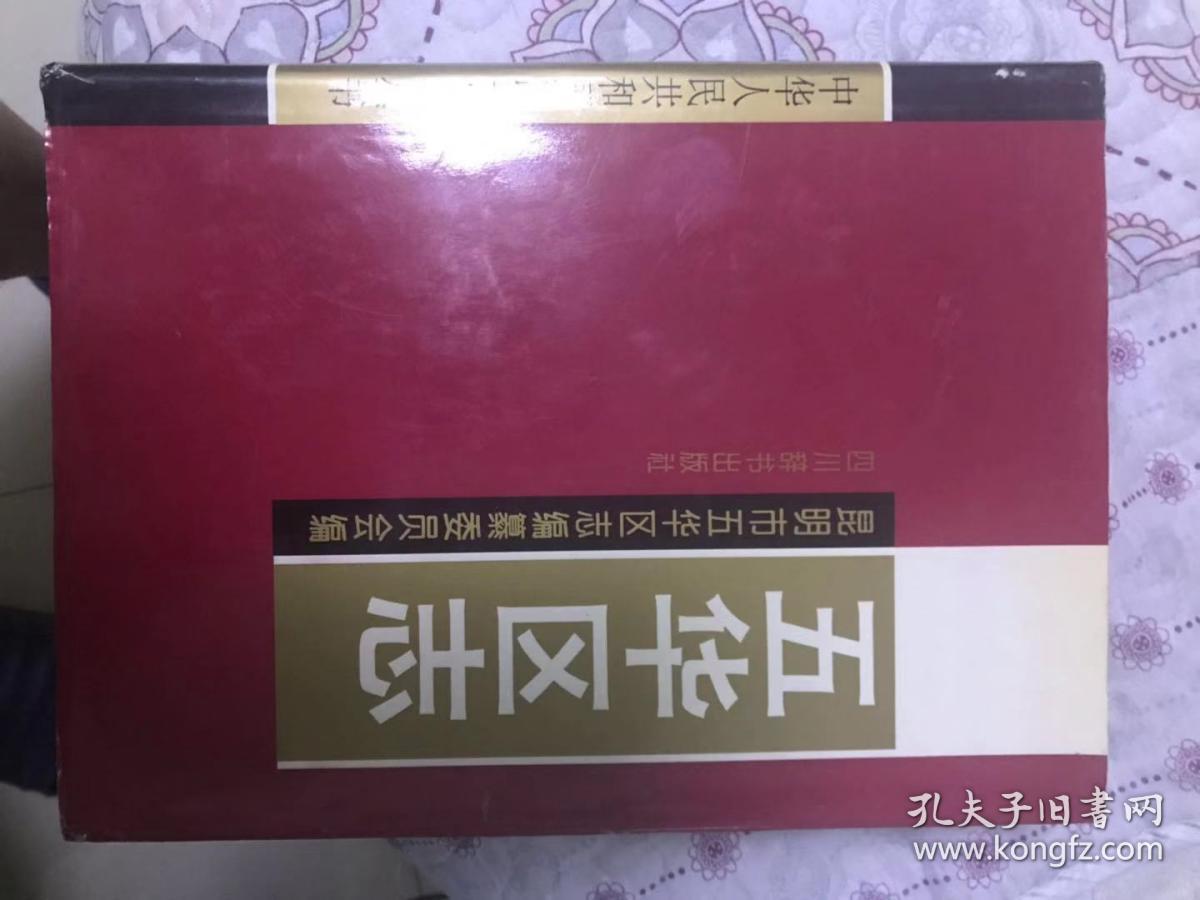 五华区志
昆明市五华区志编纂委员会编
四川辞书出版社
中华人民共和
书
孔夫子旧書网
www.kongfz.com